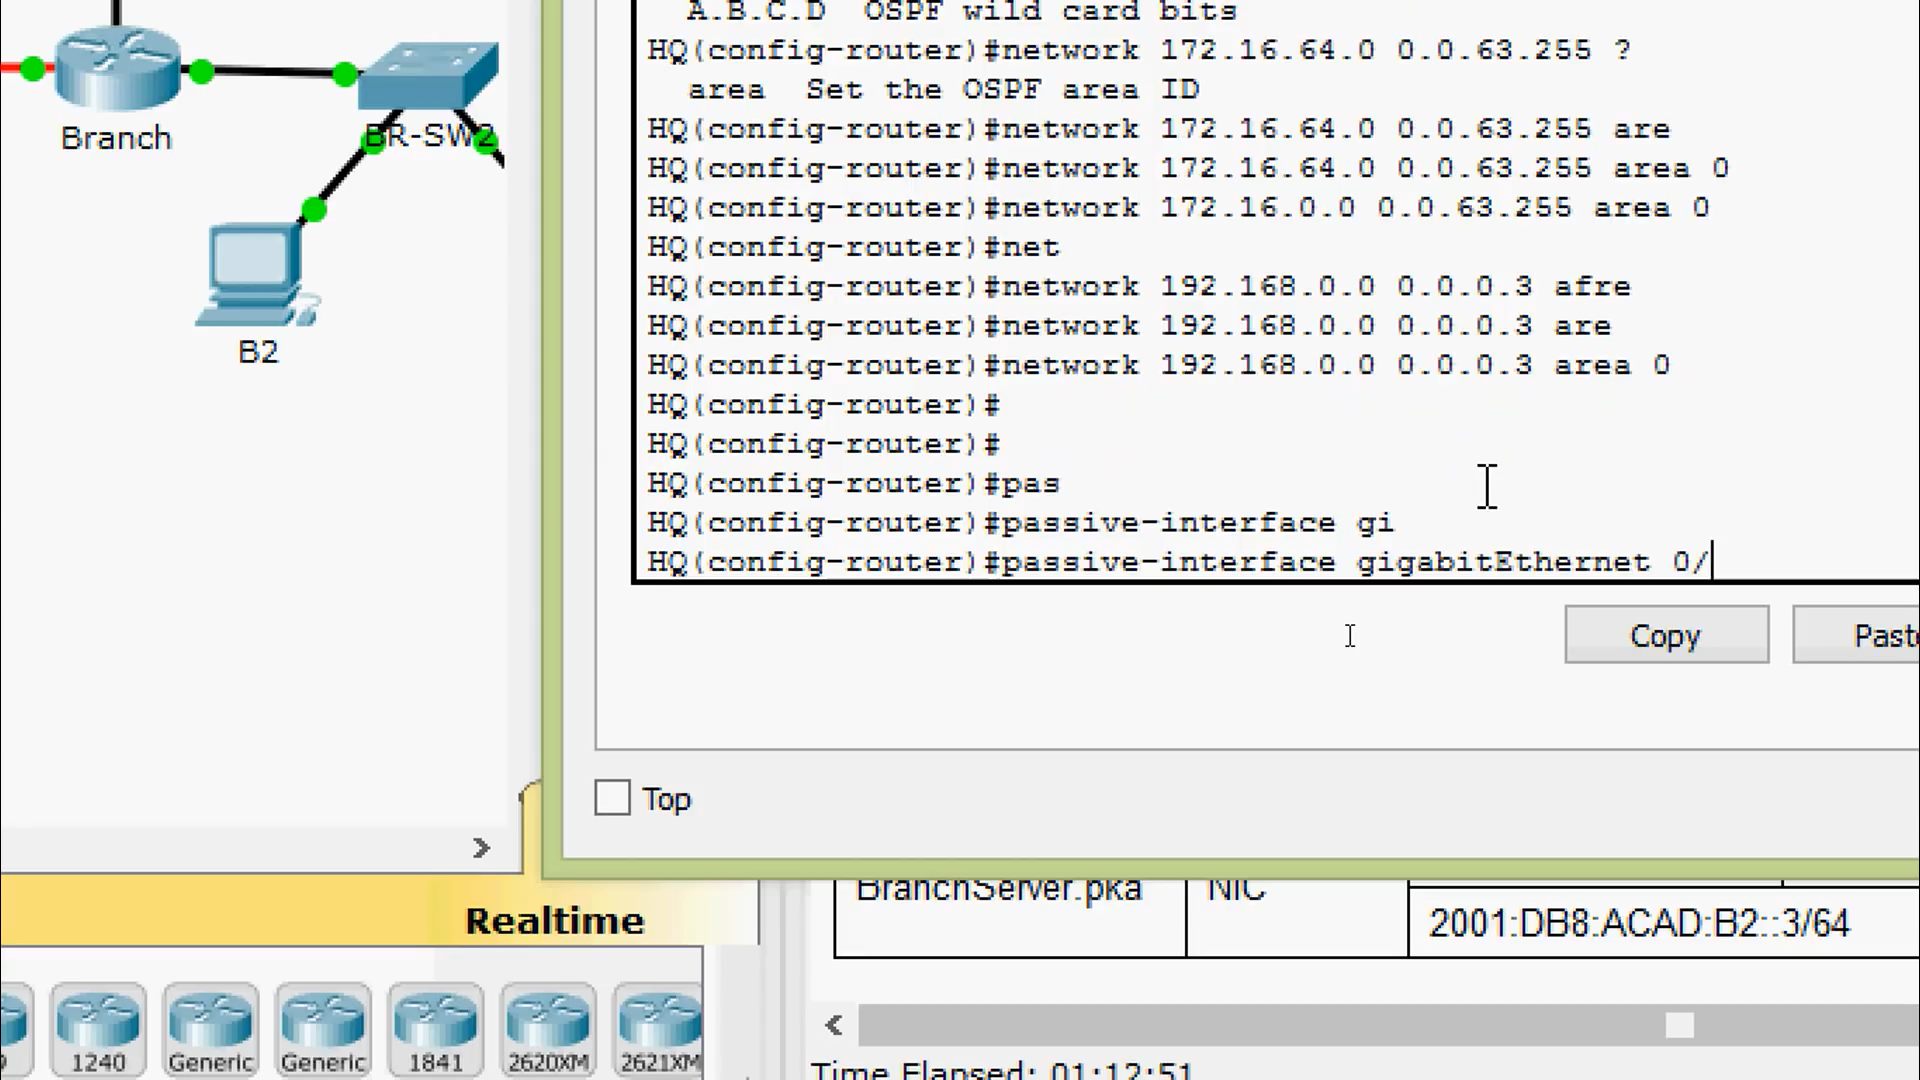 A.B.C.D  OSPF wild card bits
HQ(config-router)#network 172.16.64.0 0.0.63.255 ?
area  Set the OSPF area ID
HQ(config-router)#network 172.16.64.0 0.0.63.255 are
HQ(config-router)#network 172.16.64.0 0.0.63.255 area 0
HQ(config-router)#network 172.16.0.0 0.0.63.255 area 0
HQ(config-router)#net
HQ(config-router)#network 192.168.0.0 0.0.0.3 afre
HQ(config-router)#network 192.168.0.0 0.0.0.3 are
HQ(config-router)#network 192.168.0.0 0.0.0.3 area 0
HQ(config-router)#
HQ(config-router)#
HQ(config-router)#pas
HQ(config-router)#passive-interface gi
HQ(config-router)#passive-interface gigabitEthernet 0/
Branch
BR-SW2
B2
Copy
Paste
Top
Realtime
BranchServer.pka
NIC
2001:DB8:ACAD:B2::3/64
1240
Generic
Generic
1841
2620XM
2621XM
Time Elapsed: 01:12:51